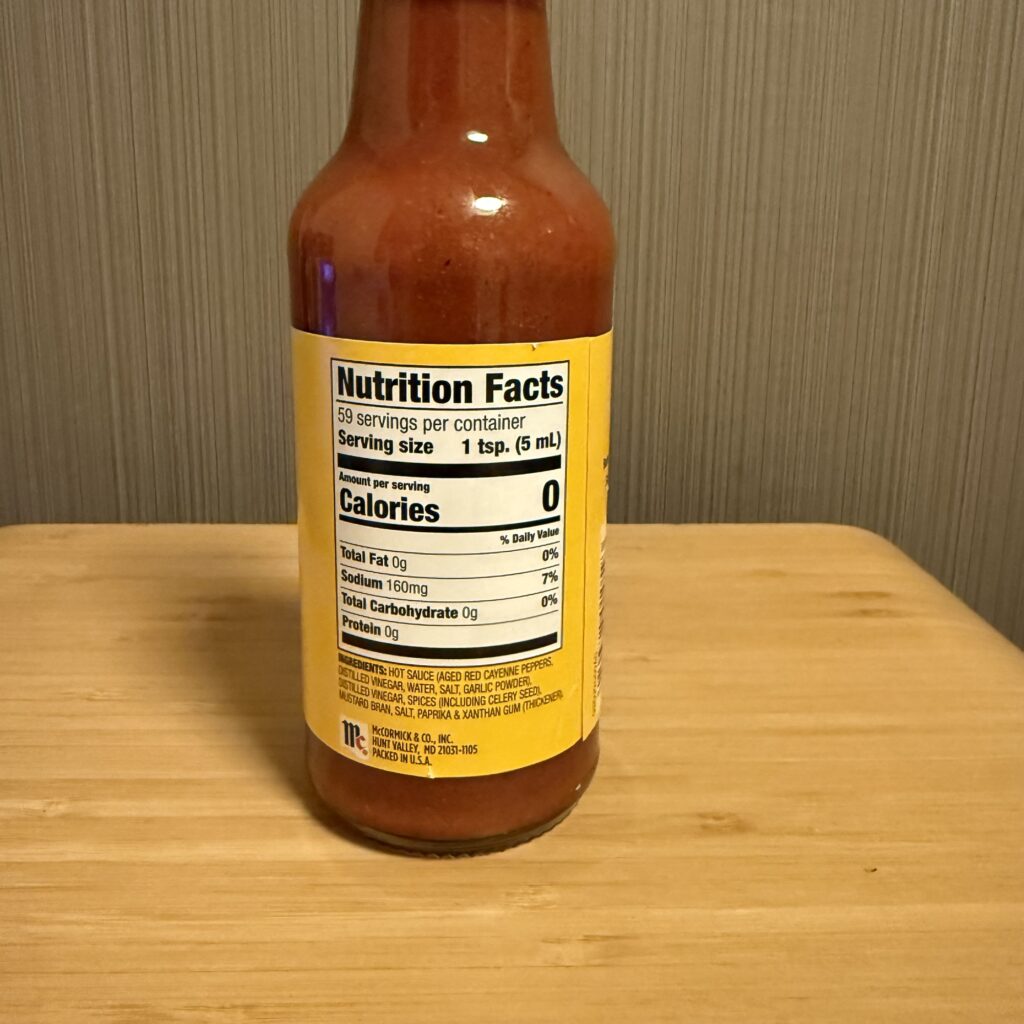 Nutrition Facts
59 servings per container
Serving size 1 tsp. (5 mL)
Amount per serving
Calories 0
% Daily Value
Total Fat 0g 0%
Sodium 160mg 7%
Total Carbohydrate 0g 0%
Protein 0g
INGREDIENTS: HOT SAUCE (AGED RED CAYENNE PEPPERS,
DISTILLED VINEGAR, WATER, SALT, GARLIC POWDER),
DISTILLED VINEGAR, SPICES (INCLUDING CELERY SEED),
MUSTARD BRAN, SALT, PAPRIKA & XANTHAN GUM (THICKENER).
Mc
McCORMICK & CO., INC.
HUNT VALLEY, MD 21031-1105
PACKED IN U.S.A.